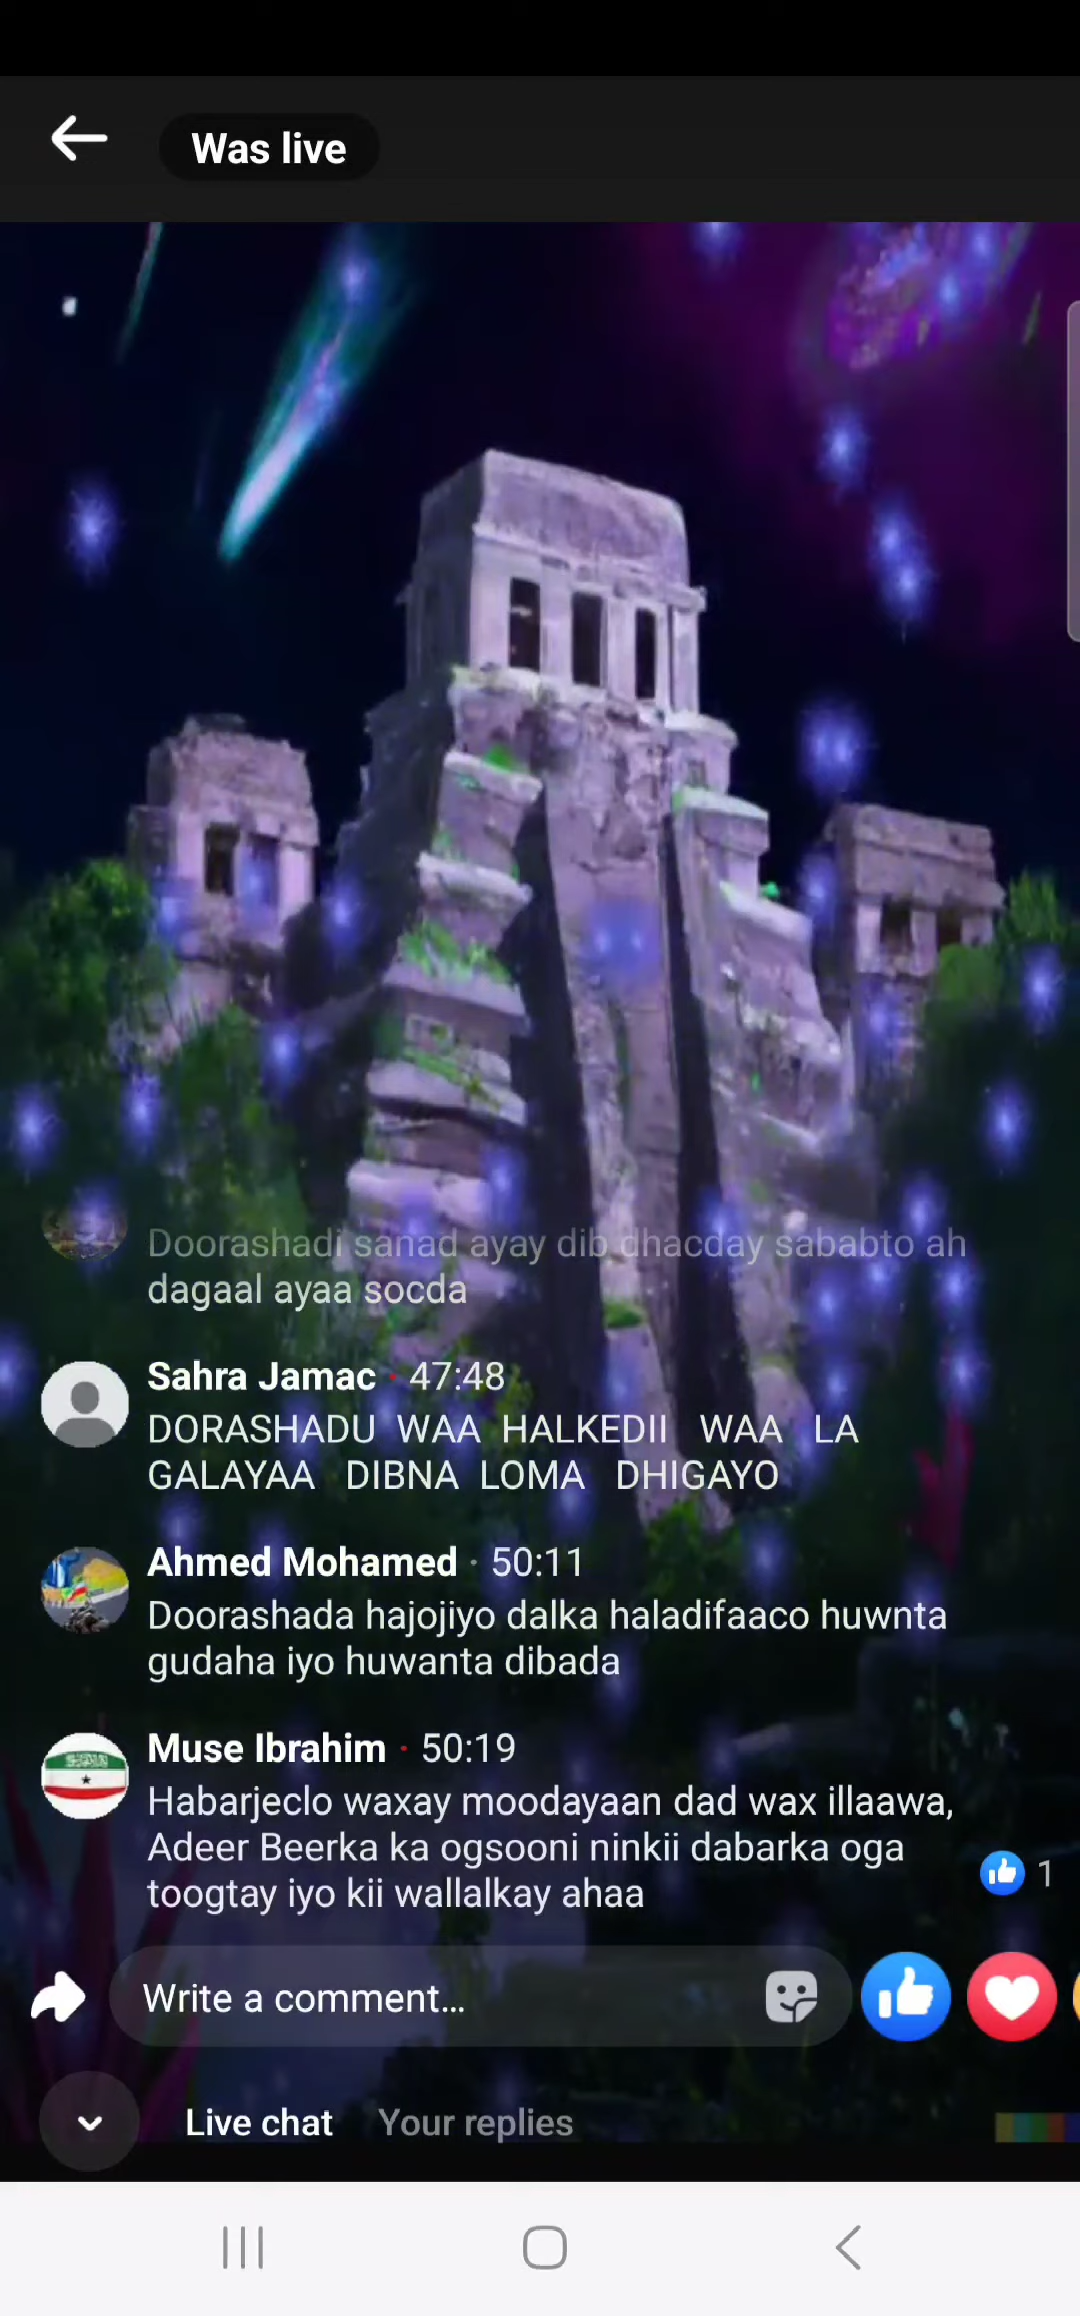 Was live
Doorashadi sanad ayay dib dhacday sababto ah
dagaal ayaa socda
Sahra Jamac · 47:48
DORASHADU WAA HALKEDII WAA LA
GALAYAA DIBNA LOMA DHIGAYO
Ahmed Mohamed · 50:11
Doorashada hajojiyo dalka haladifaaco huwnta
gudaha iyo huwanta dibada
Muse Ibrahim · 50:19
Habarjeclo waxay moodayaan dad wax illaawa,
Adeer Beerka ka ogsooni ninkii dabarka oga
toogtay iyo kii wallalkay ahaa
1
Write a comment...
Live chat Your replies